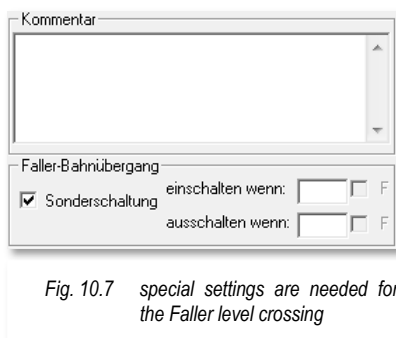 Kommentar
Faller-Bahnübergang
Sonderschaltung
einschalten wenn: F
ausschalten wenn: F
Fig. 10.7 special settings are needed for
the Faller level crossing